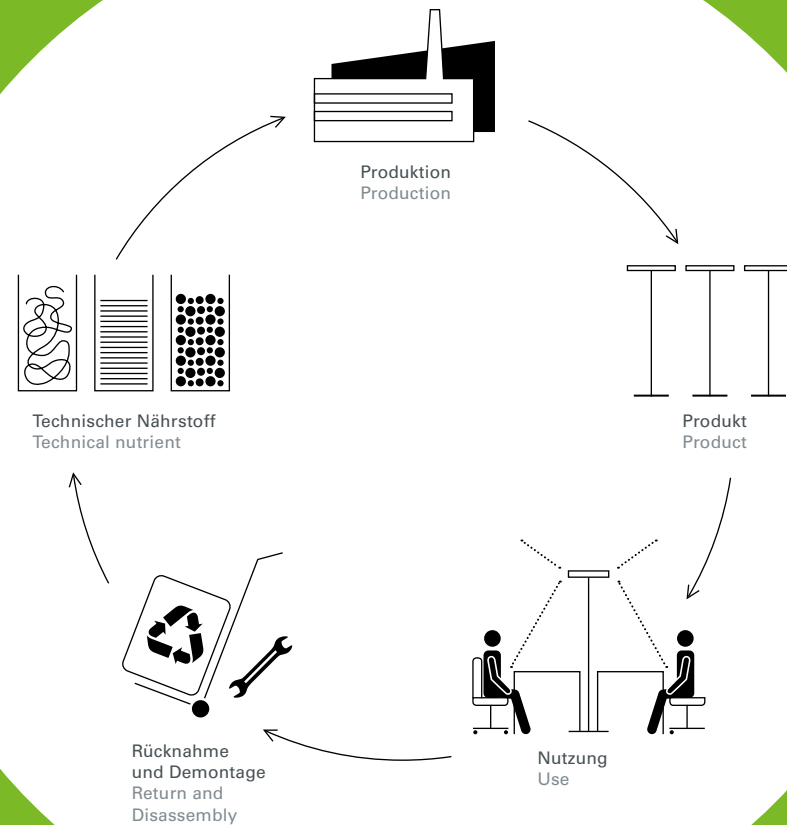 Produktion
Production
Technischer Nährstoff
Technical nutrient
Produkt
Product
Rücknahme
und Demontage
Return and
Disassembly
Nutzung
Use